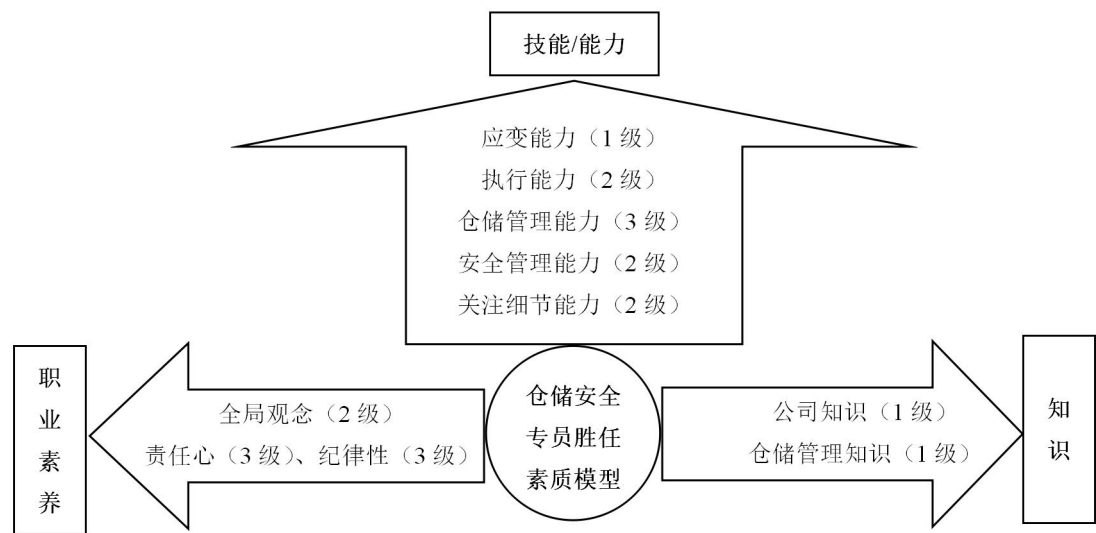 技能/能力
应变能力（1 级）
执行能力（2 级）
仓储管理能力（3 级）
安全管理能力（2 级）
关注细节能力（2 级）
职业素养
全局观念（2 级）
责任心（3 级）、纪律性（3 级）
仓储安全
专员胜任
素质模型
公司知识（1 级）
仓储管理知识（1 级）
知识